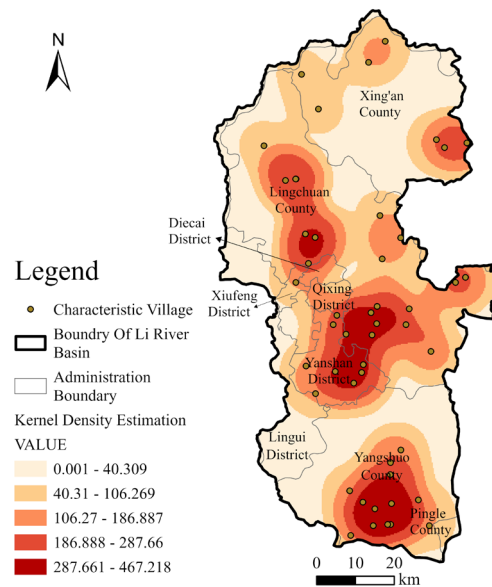 N
Xing'an
County
Lingchuan
County
Diecai
District
Legend
Xiufeng
District
Qixing
District
Characteristic Village
Boundry Of Li River
Basin
Yanshan
District
Administration
Boundary
Kernel Density Estimation
Lingui
District
VALUE
Yangshuo
County
0.001 - 40.309
40.31 - 106.269
106.27 - 186.887
Pingle
County
186.888 - 287.66
287.661 - 467.218
0 10 20
km